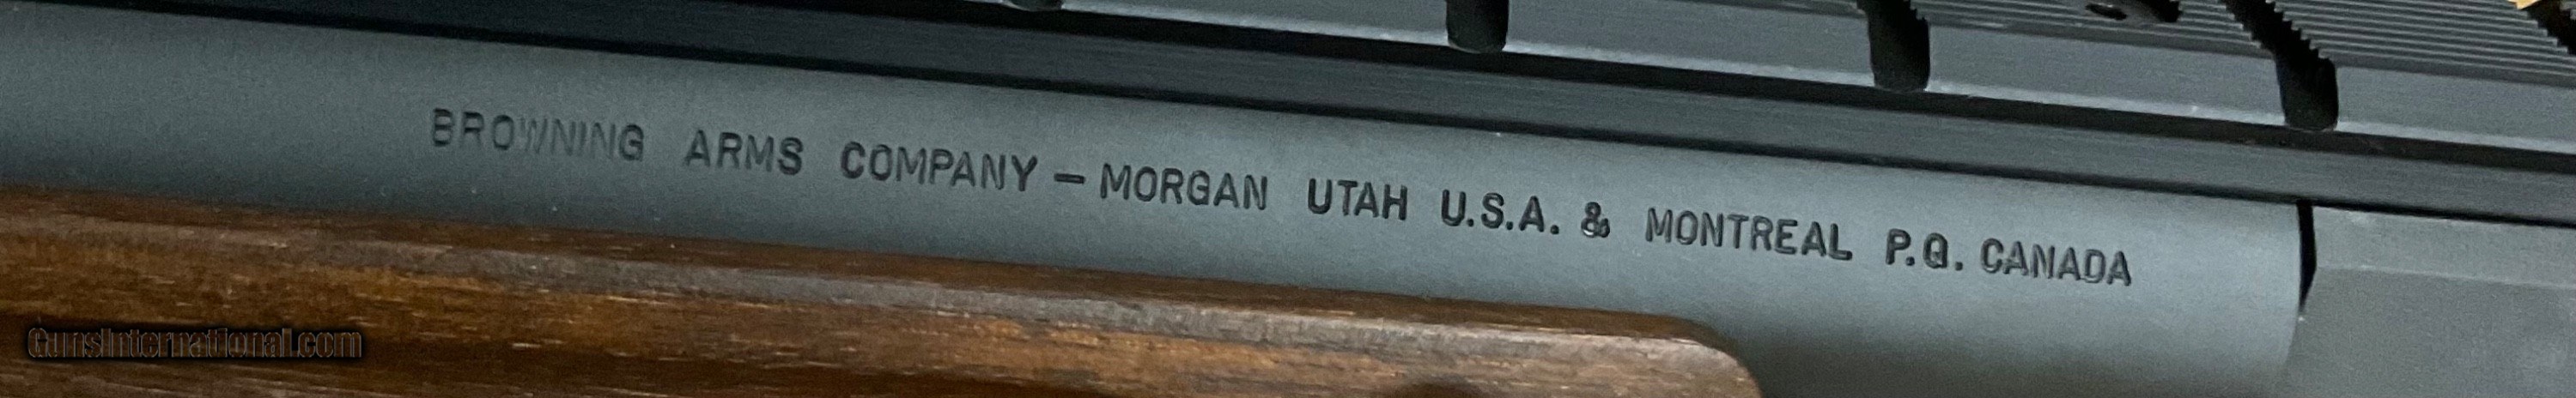 BROWNING ARMS COMPANY – MORGAN UTAH U.S.A. & MONTREAL P.Q. CANADA
GunsInternational.com